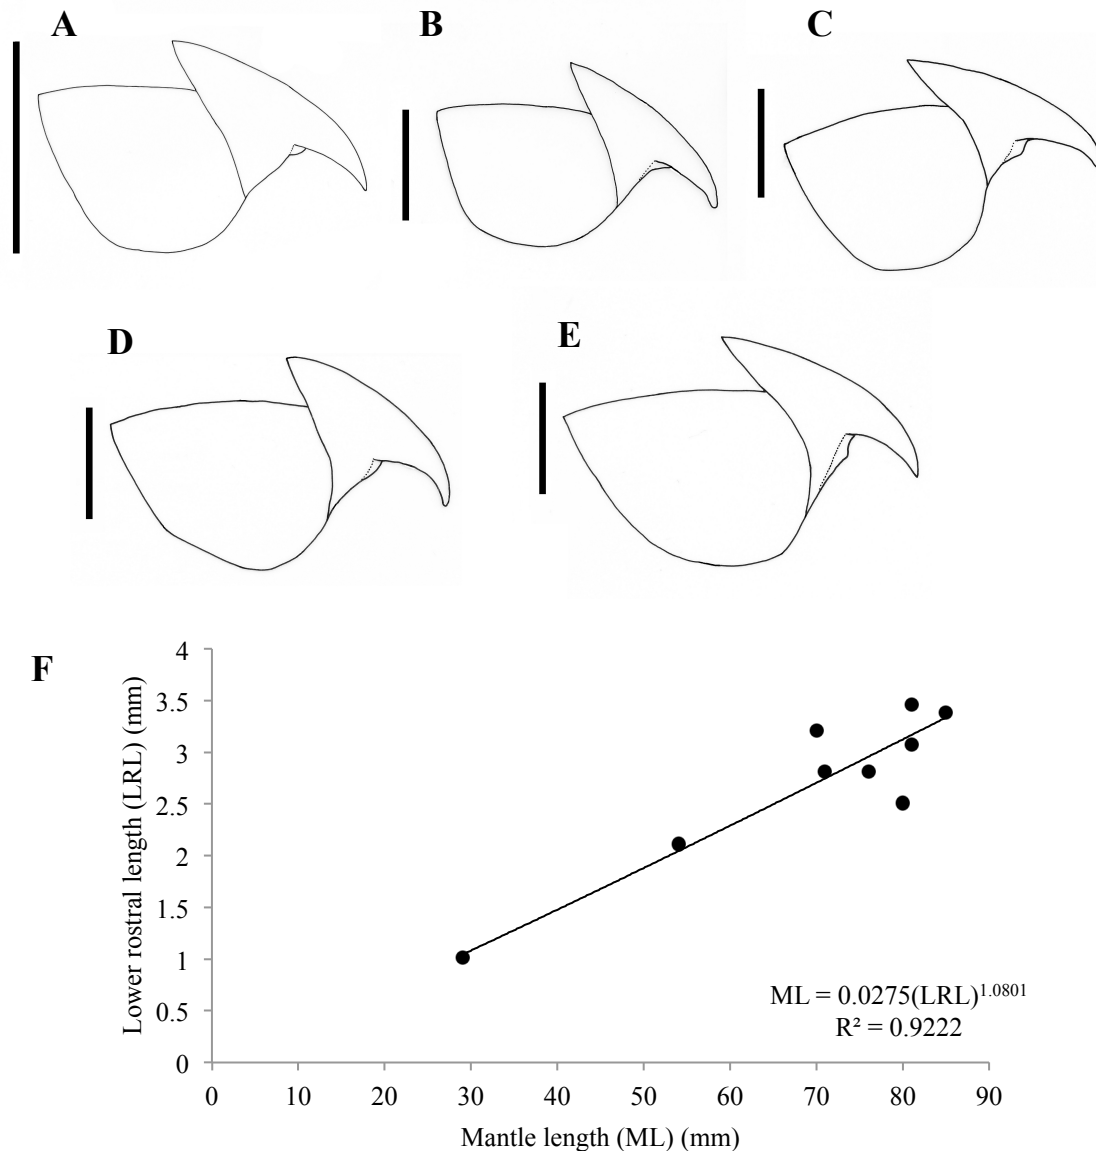 A
B
C
D
E
F
Lower rostral length (LRL) (mm)
4
3.5
3
2.5
2
1.5
1
0.5
0
ML = 0.0275(LRL)^1.0801
R² = 0.9222
0 10 20 30 40 50 60 70 80 90
Mantle length (ML) (mm)